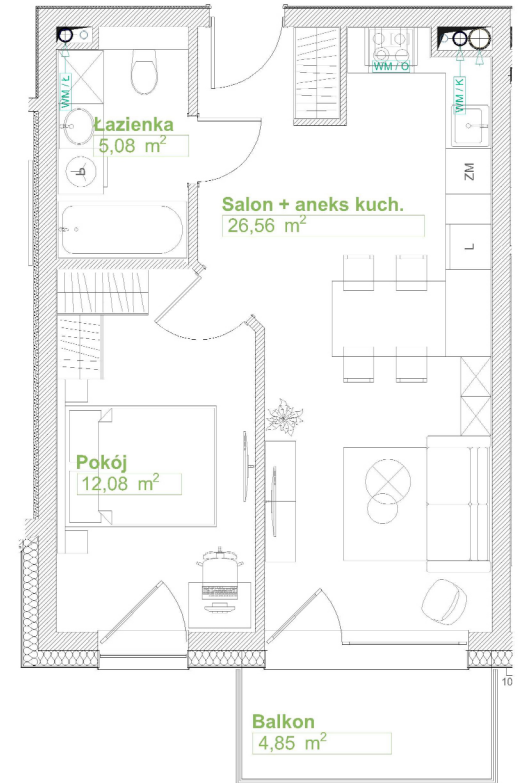 WM / O
WM / Ł
WM / K
Łazienka
5,08 m²
ZM
P
Salon + aneks kuch.
26,56 m²
L
Pokój
12,08 m²
10
Balkon
4,85 m²